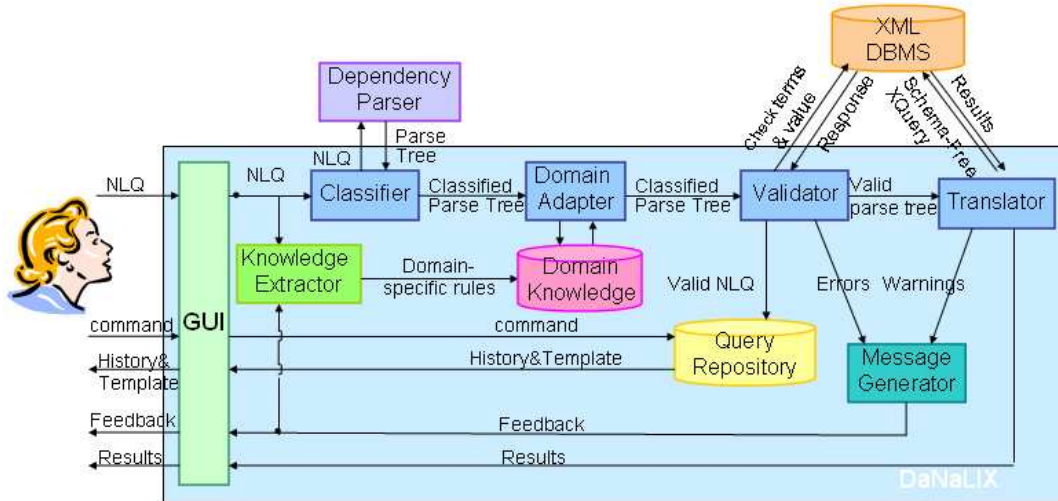 XML
DBMS
Dependency
Parser
Check terms
& value
Response
Schema-Free
XQuery
Results
NLQ
Parse
Tree
NLQ
NLQ
Classifier
Classified
Parse Tree
Domain
Adapter
Classified
Parse Tree
Validator
Valid
parse tree
Translator
Knowledge
Extractor
Domain-
specific rules
Domain
Knowledge
Valid NLQ
Errors
Warnings
GUI
command
command
Query
Repository
Message
Generator
History&
Template
History&Template
Feedback
Feedback
Results
Results
DaNaLIX